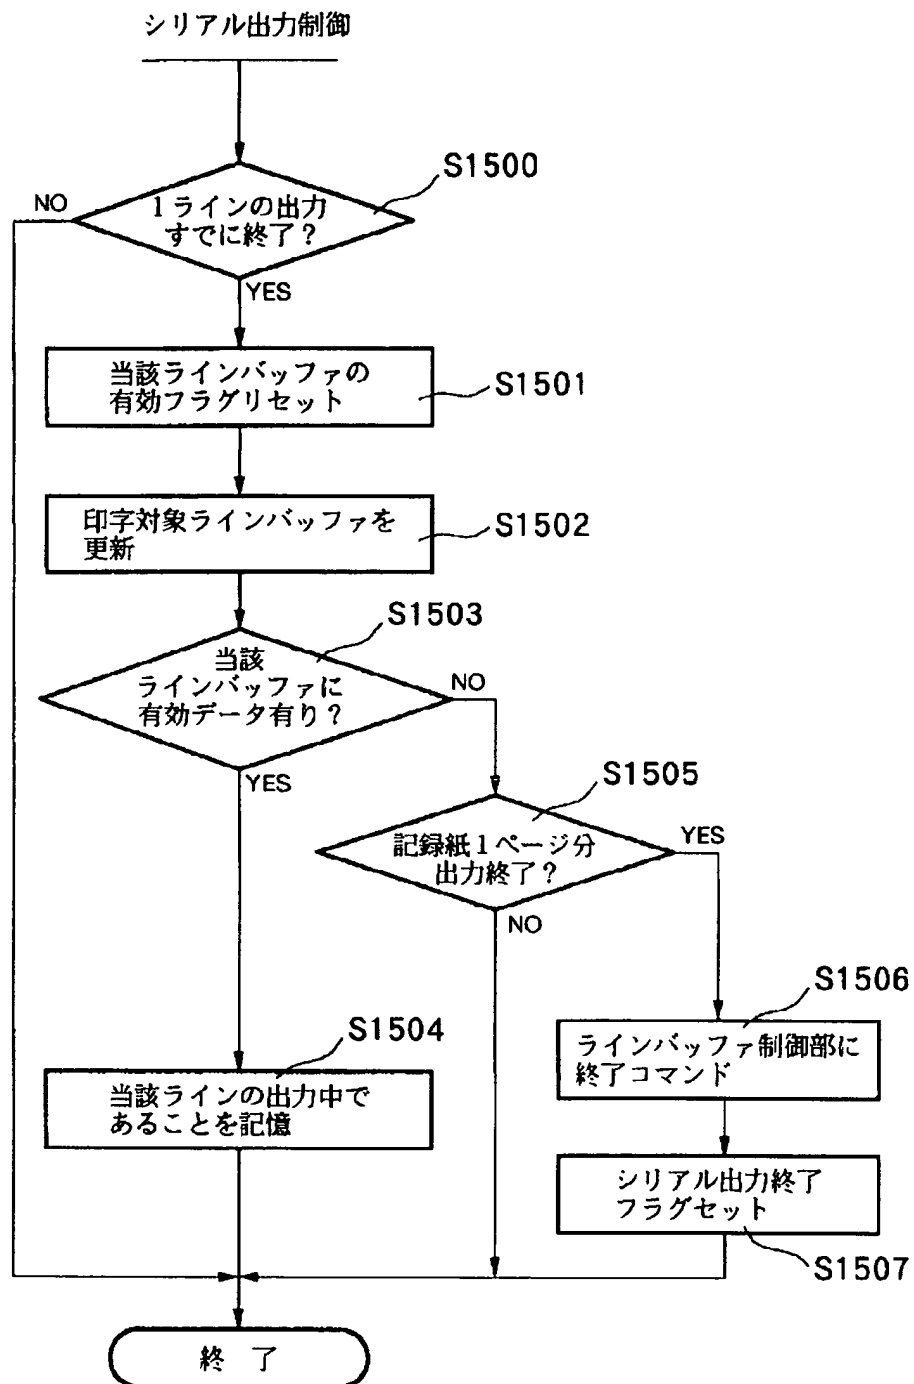 シリアル出力制御
S1500
NO
1ラインの出力
すでに終了？
YES
当該ラインバッファの
有効フラグリセット
S1501
印字対象ラインバッファを
更新
S1502
S1503
当該
ラインバッファに
有効データ有り？
NO
YES
S1505
記録紙1ページ分
出力終了？
YES
NO
S1506
ラインバッファ制御部に
終了コマンド
S1504
当該ラインの出力中で
あることを記憶
シリアル出力終了
フラグセット
S1507
終 了